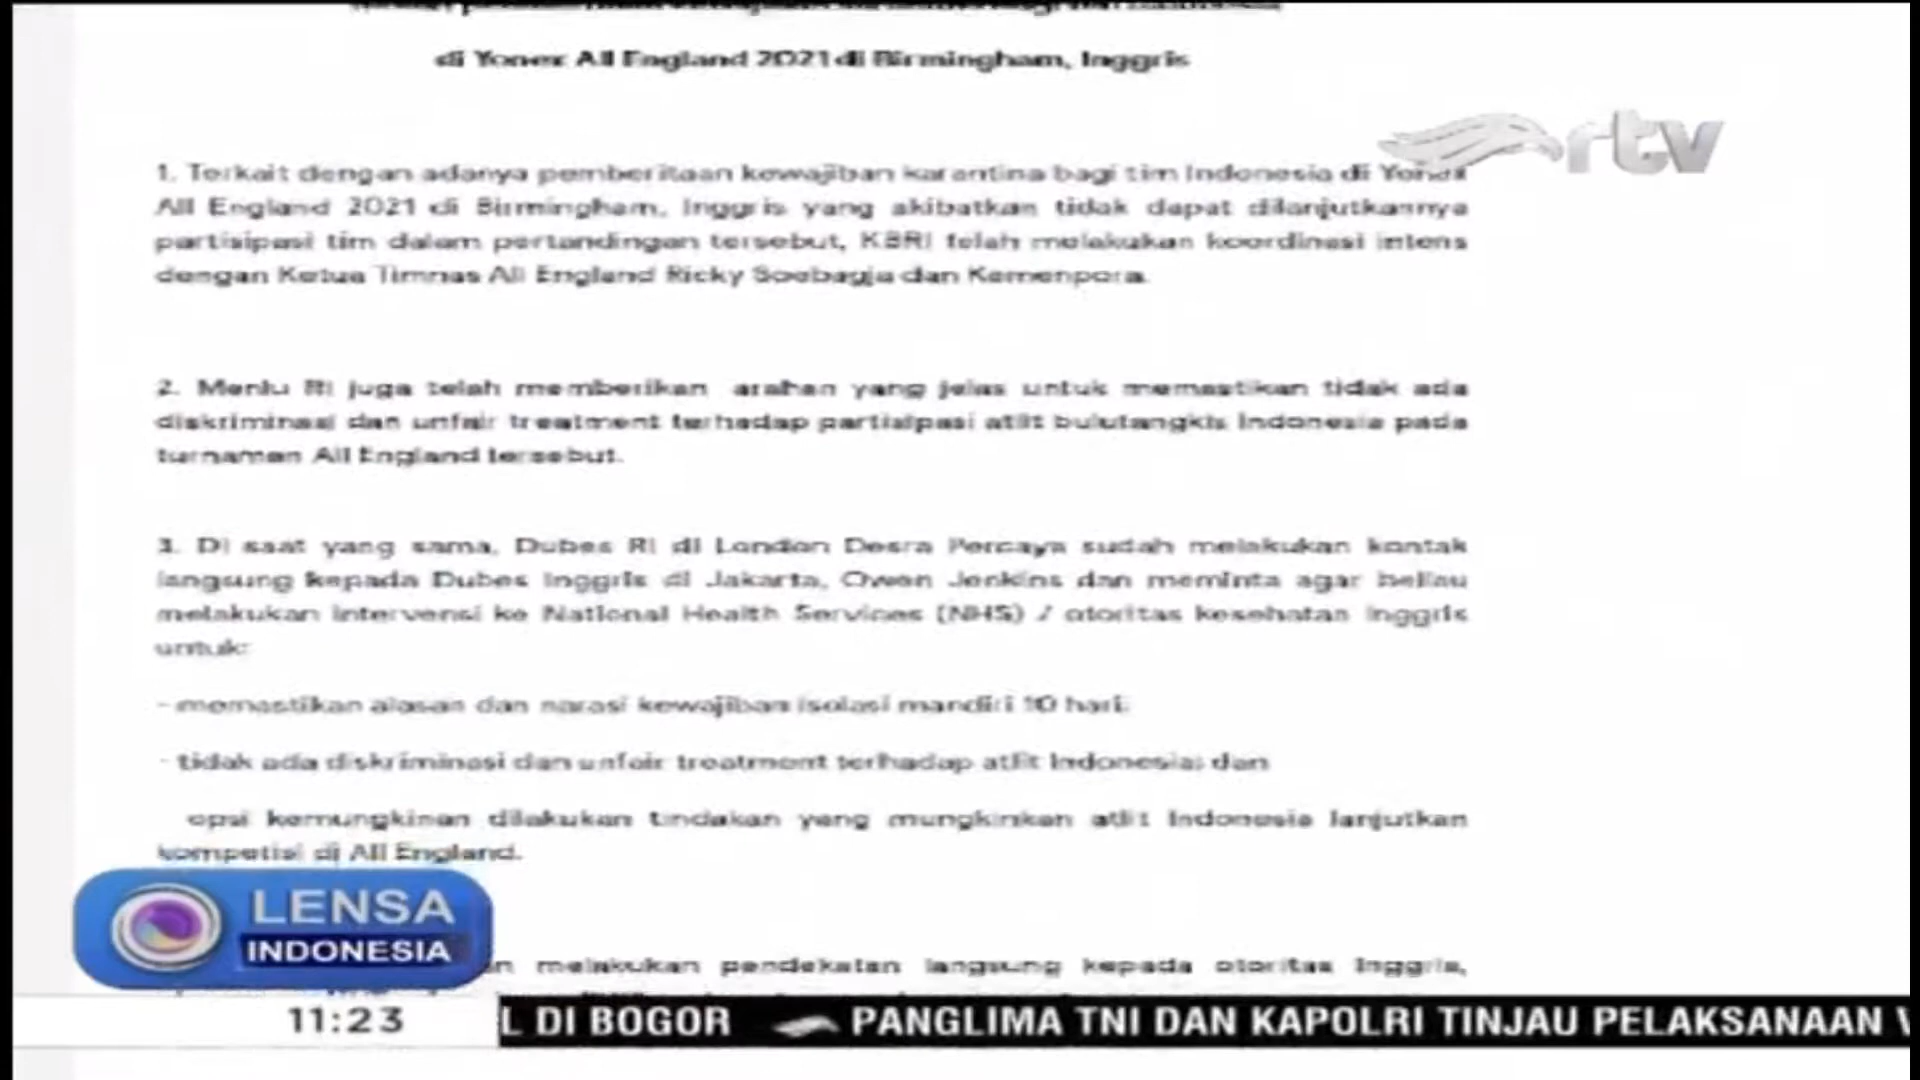 di Yonex All England 2021 di Birmingham, Inggris
rtv
1. Terkait dengan adanya pemberitaan kewajiban karantina bagi tim Indonesia di Yonex
All England 2021 di Birmingham, Inggris yang akibatkan tidak dapat dilanjutkannya
partisipasi tim dalam pertandingan tersebut, KBRI telah melakukan koordinasi intens
dengan Ketua Timnas All England Ricky Soebagja dan Kemenpora.
2. Menlu RI juga telah memberikan arahan yang jelas untuk memastikan tidak ada
diskriminasi dan unfair treatment terhadap partisipasi atlit bulutangkis Indonesia pada
turnamen All England tersebut.
3. Di saat yang sama, Dubes RI di London Desra Percaya sudah melakukan kontak
langsung kepada Dubes Inggris di Jakarta, Owen Jenkins dan meminta agar beliau
melakukan intervensi ke National Health Services (NHS) / otoritas kesehatan Inggris
untuk:
- memastikan alasan dan narasi kewajiban isolasi mandiri 10 hari;
- tidak ada diskriminasi dan unfair treatment terhadap atlit Indonesia; dan
opsi kemungkinan dilakukan tindakan yang mungkinkan atlit Indonesia lanjutkan
kompetisi di All England.
LENSA
INDONESIA
melakukan pendekatan langsung kepada otoritas Inggris,
11:23
L DI BOGOR PANGLIMA TNI DAN KAPOLRI TINJAU PELAKSANAAN V